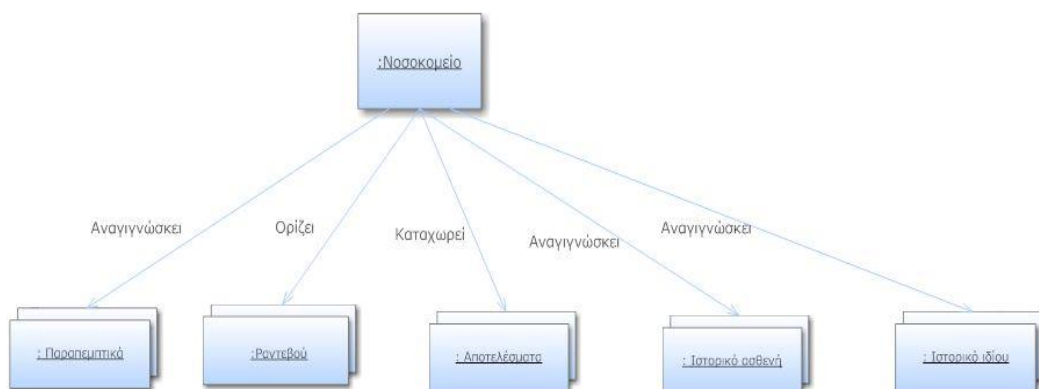 :Νοσοκομείο
Αναγιγνώσκει
Ορίζει
Καταχωρεί
Αναγιγνώσκει
Αναγιγνώσκει
: Παραπεμπτικά
:Ραντεβού
: Αποτελέσματα
: Ιστορικό ασθενή
: Ιστορικό ιδίου